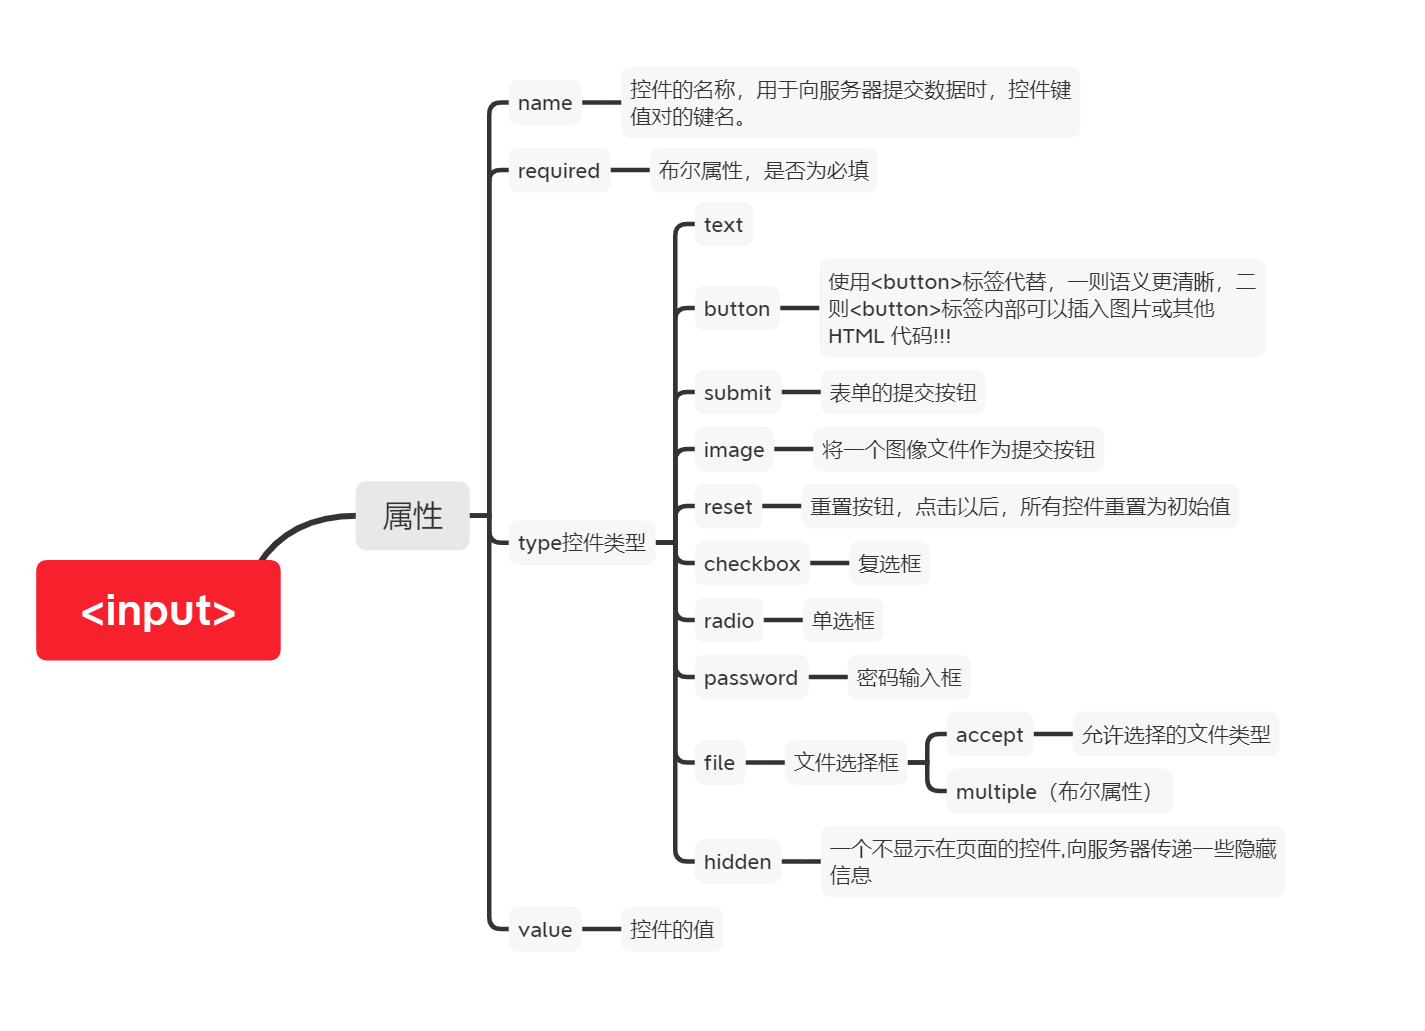 <input>
属性
name
控件的名称，用于向服务器提交数据时，控件键
值对的键名。
required
布尔属性，是否为必填
type控件类型
text
button
使用<button>标签代替，一则语义更清晰，二
则<button>标签内部可以插入图片或其他
HTML 代码!!!
submit
表单的提交按钮
image
将一个图像文件作为提交按钮
reset
重置按钮，点击以后，所有控件重置为初始值
checkbox
复选框
radio
单选框
password
密码输入框
file
文件选择框
accept
允许选择的文件类型
multiple（布尔属性）
hidden
一个不显示在页面的控件,向服务器传递一些隐藏
信息
value
控件的值